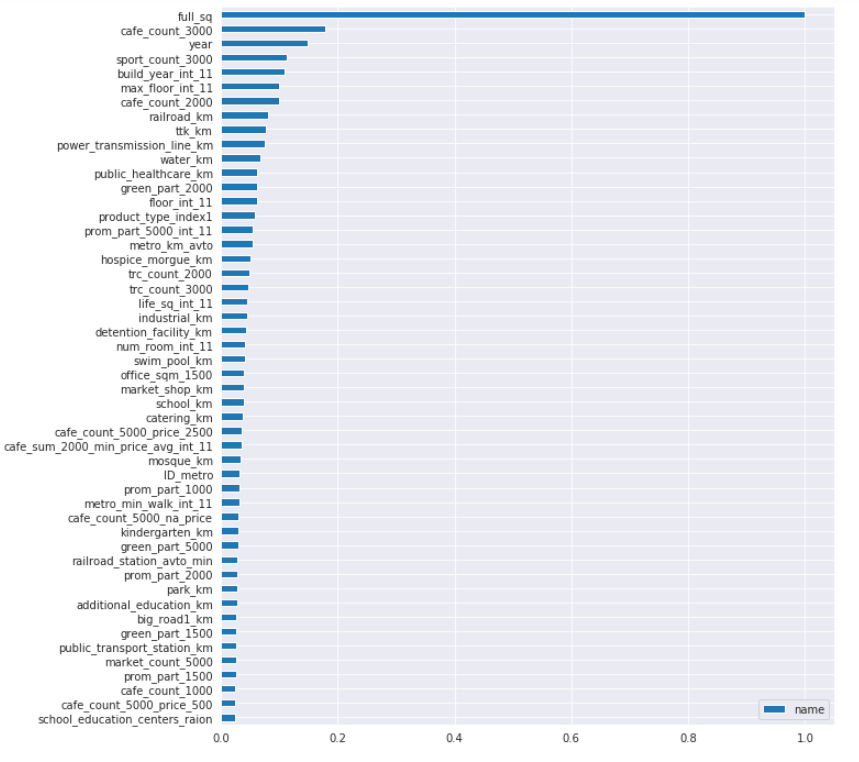 full_sq
cafe_count_3000
year
sport_count_3000
build_year_int_11
max_floor_int_11
cafe_count_2000
railroad_km
ttk_km
power_transmission_line_km
water_km
public_healthcare_km
green_part_2000
floor_int_11
product_type_index1
prom_part_5000_int_11
metro_km_avto
hospice_morgue_km
trc_count_2000
trc_count_3000
life_sq_int_11
industrial_km
detention_facility_km
num_room_int_11
swim_pool_km
office_sqm_1500
market_shop_km
school_km
catering_km
cafe_count_5000_price_2500
cafe_sum_2000_min_price_avg_int_11
mosque_km
ID_metro
prom_part_1000
metro_min_walk_int_11
cafe_count_5000_na_price
kindergarten_km
green_part_5000
railroad_station_avto_min
prom_part_2000
park_km
additional_education_km
big_road1_km
green_part_1500
public_transport_station_km
market_count_5000
prom_part_1500
cafe_count_1000
cafe_count_5000_price_500
school_education_centers_raion
name
0.0 0.2 0.4 0.6 0.8 1.0